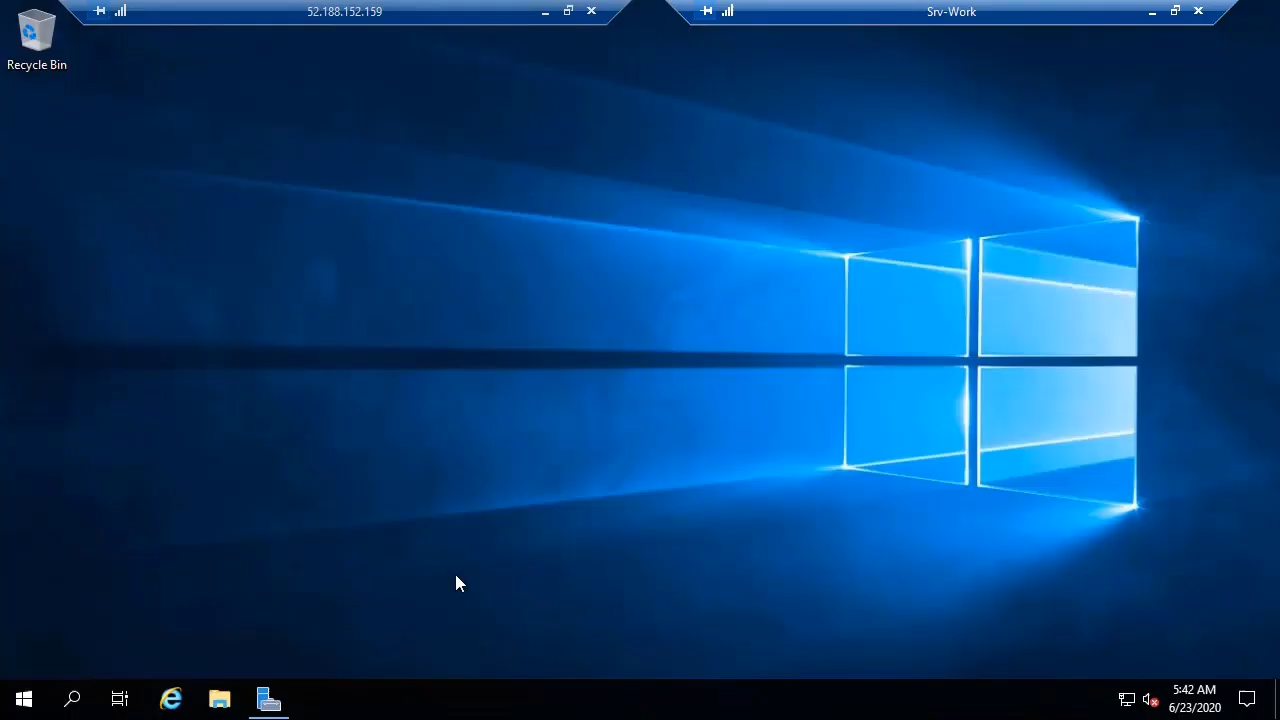 52.188.152.159
Srv-Work
Recycle Bin
5:42 AM
6/23/2020